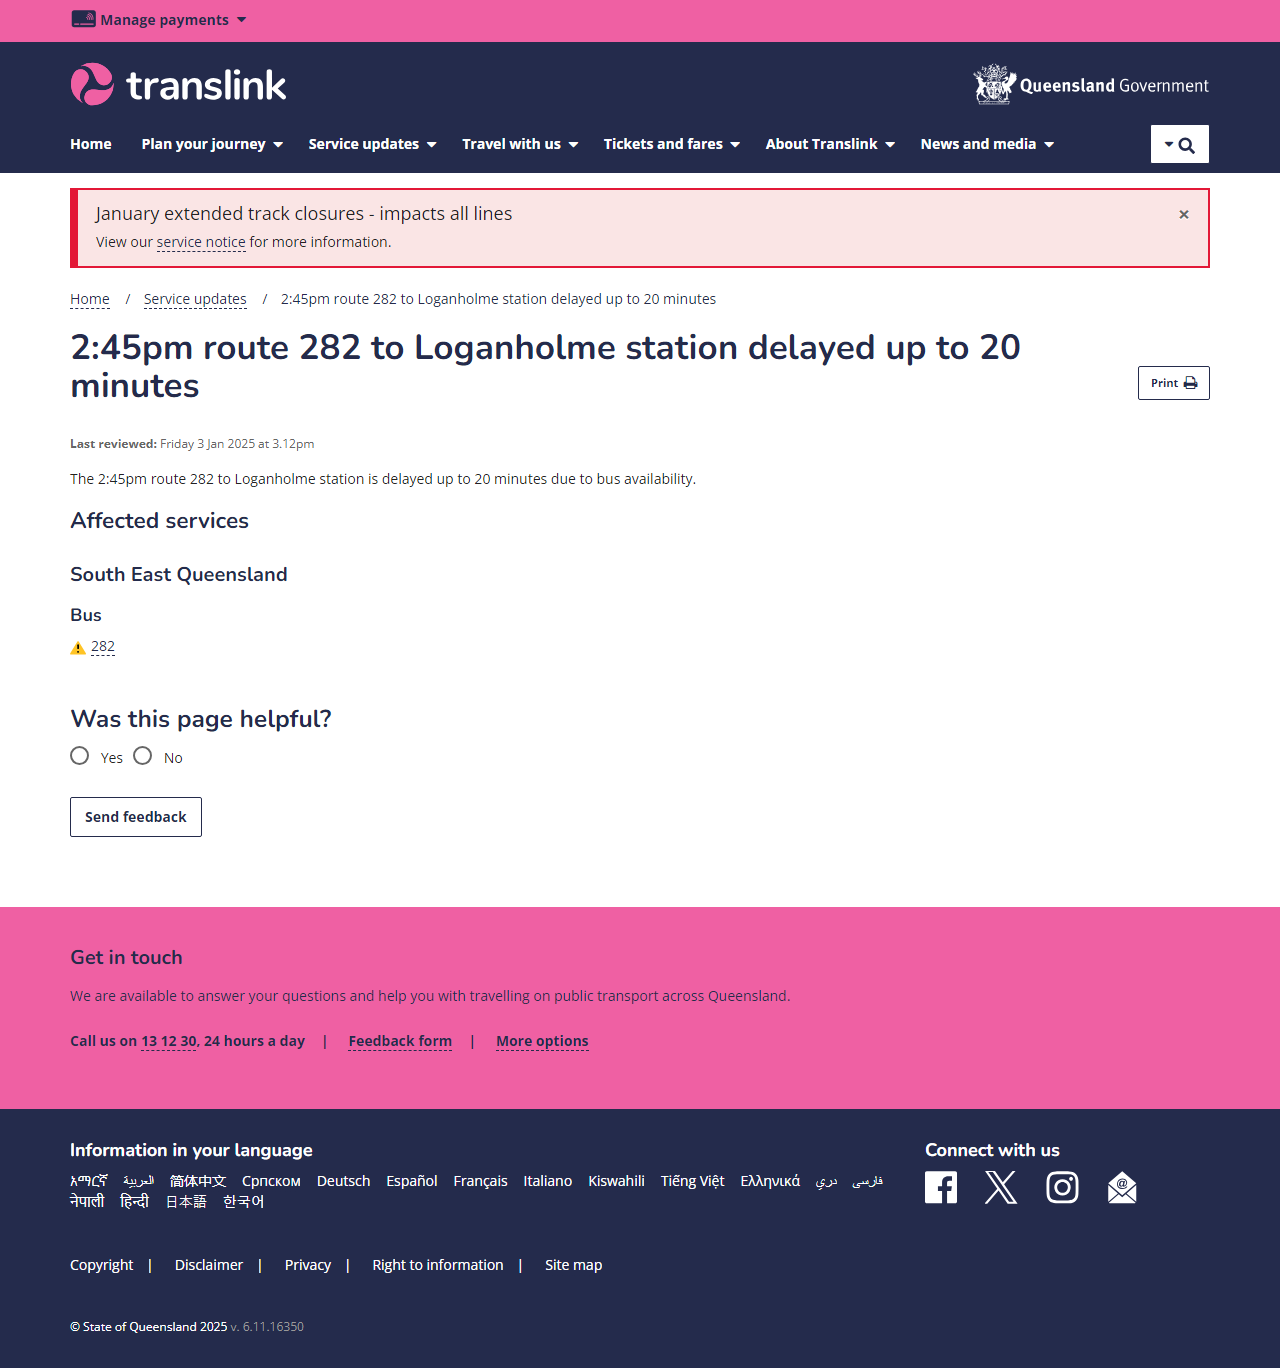 Manage payments
translink
Queensland Government
Home Plan your journey Service updates Travel with us Tickets and fares About Translink News and media
January extended track closures - impacts all lines ×
View our service notice for more information.
Home / Service updates / 2:45pm route 282 to Loganholme station delayed up to 20 minutes
2:45pm route 282 to Loganholme station delayed up to 20
minutes
Print
Last reviewed: Friday 3 Jan 2025 at 3.12pm
The 2:45pm route 282 to Loganholme station is delayed up to 20 minutes due to bus availability.
Affected services
South East Queensland
Bus
282
Was this page helpful?
Yes No
Send feedback
Get in touch
We are available to answer your questions and help you with travelling on public transport across Queensland.
Call us on 13 12 30, 24 hours a day | Feedback form | More options
Information in your language
Connect with us
አማርኛ العربية 简体中文 Српском Deutsch Español Français Italiano Kiswahili Tiếng Việt Ελληνικά دري فارسی
नेपाली हिन्दी 日本語 한국어
Copyright | Disclaimer | Privacy | Right to information | Site map
© State of Queensland 2025 v. 6.11.16350